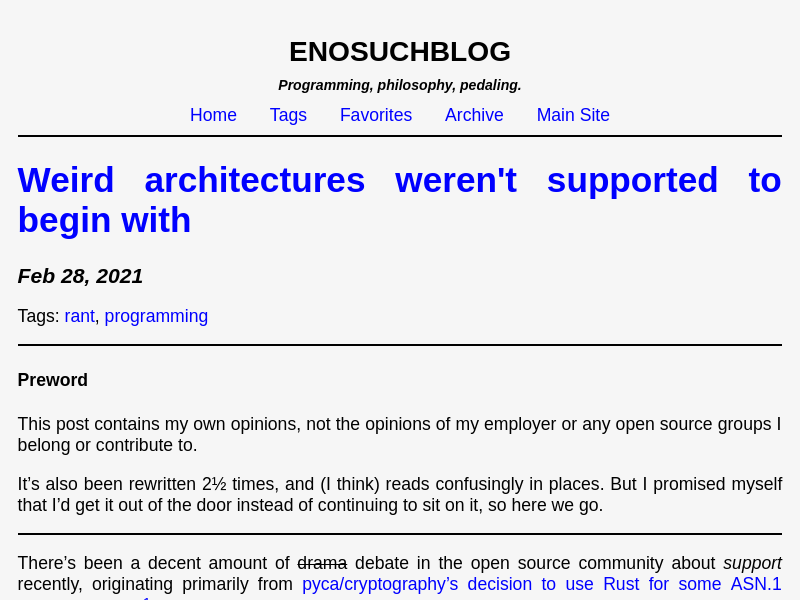 ENOSUCHBLOG
Programming, philosophy, pedaling.
Home Tags Favorites Archive Main Site
Weird architectures weren't supported to
begin with
Feb 28, 2021
Tags: rant, programming
Preword
This post contains my own opinions, not the opinions of my employer or any open source groups I
belong or contribute to.
It’s also been rewritten 2½ times, and (I think) reads confusingly in places. But I promised myself
that I’d get it out of the door instead of continuing to sit on it, so here we go.
There’s been a decent amount of drama debate in the open source community about support
recently, originating primarily from pyca/cryptography’s decision to use Rust for some ASN.1